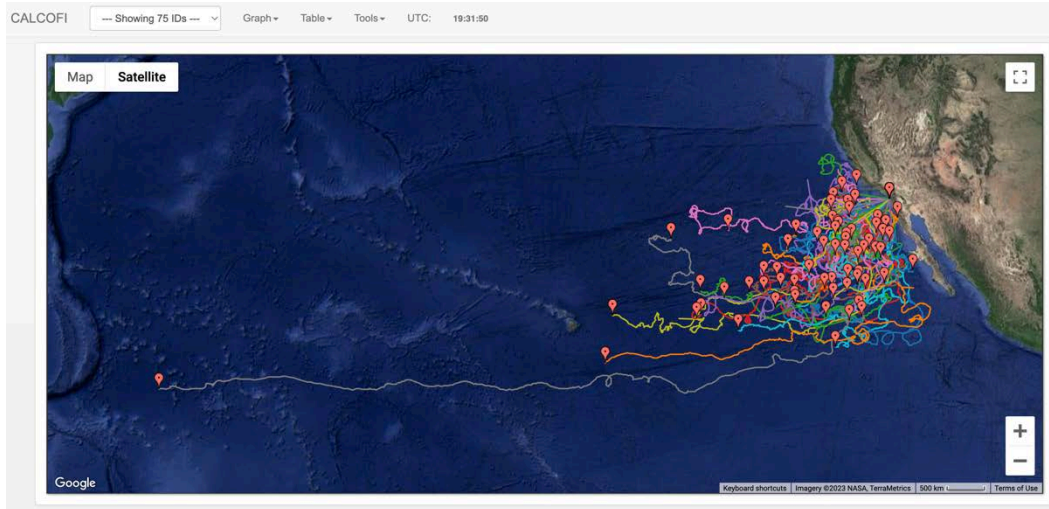 CALCOFI --- Showing 75 IDs --- Graph Table Tools UTC: 19:31:50
Map Satellite
Google
Keyboard shortcuts Imagery ©2023 NASA, TerraMetrics 500 km Terms of Use